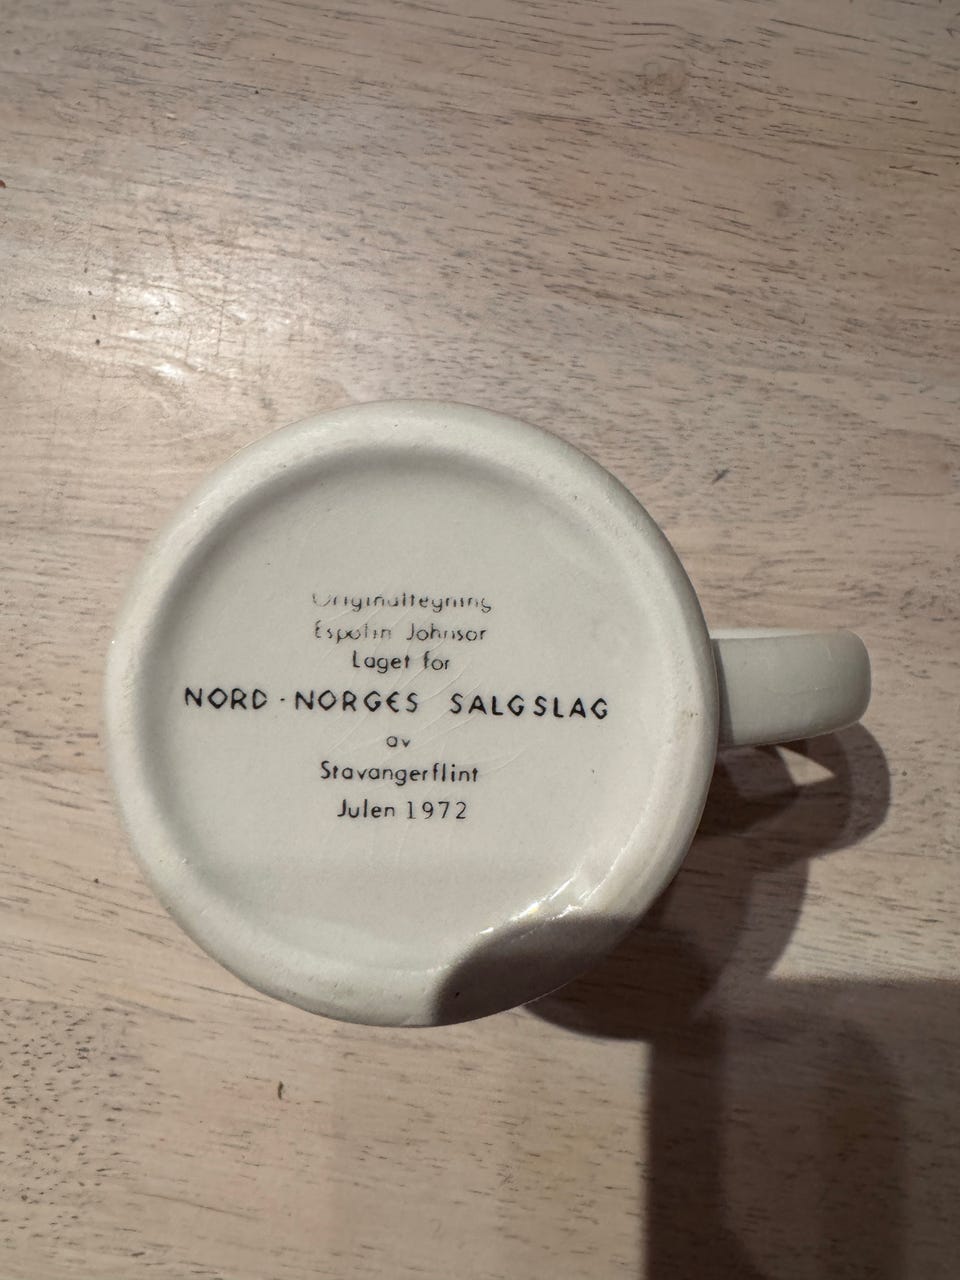 Originaltegning
Espolin Johnson
Laget for
NORD-NORGES SALGSLAG
av
Stavangerflint
Julen 1972